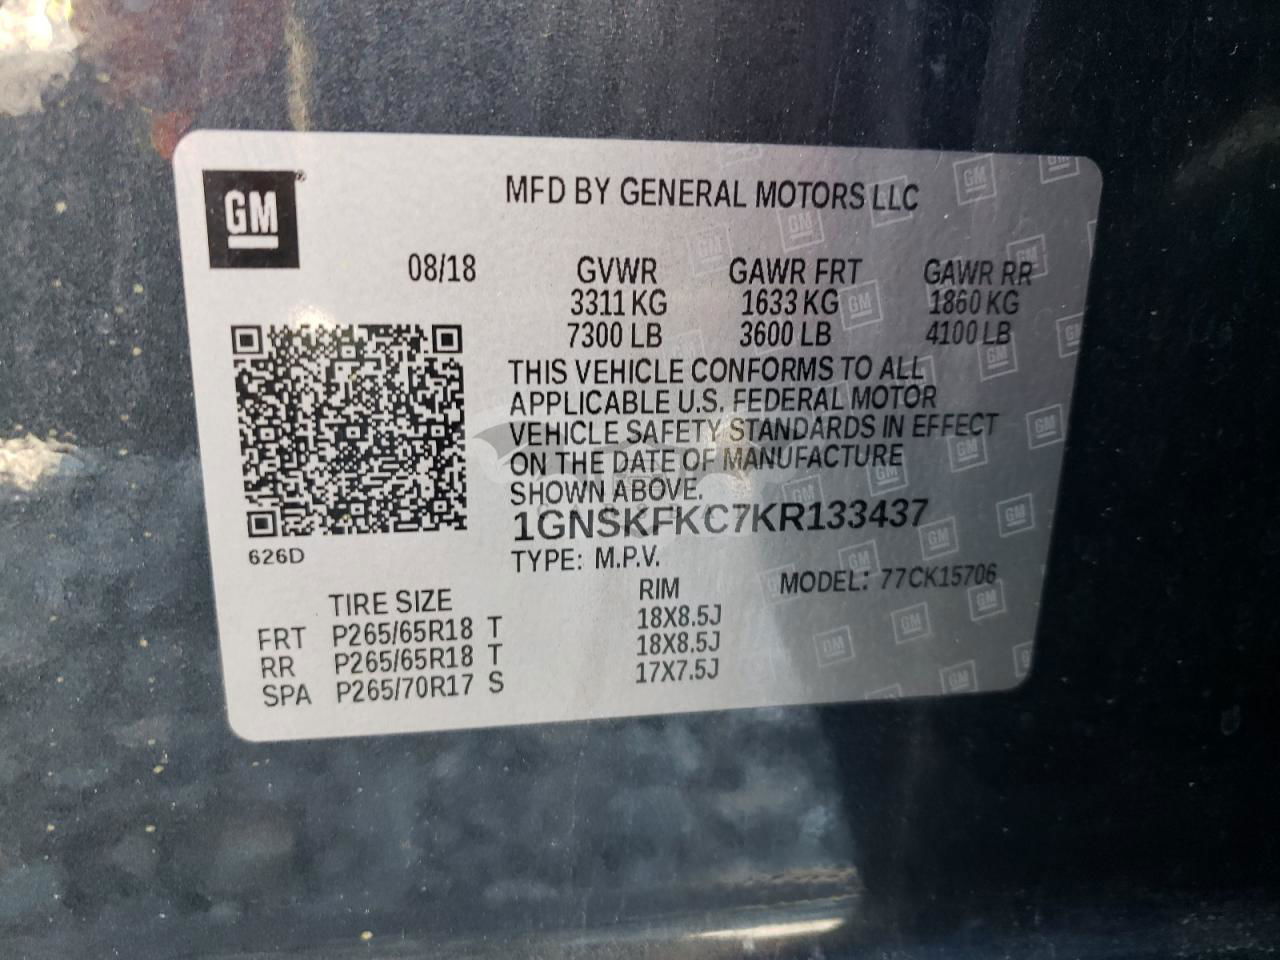 GM
MFD BY GENERAL MOTORS LLC
08/18 GVWR GAWR FRT GAWR RR
3311 KG 1633 KG 1860 KG
7300 LB 3600 LB 4100 LB
THIS VEHICLE CONFORMS TO ALL
APPLICABLE U.S. FEDERAL MOTOR
VEHICLE SAFETY STANDARDS IN EFFECT
ON THE DATE OF MANUFACTURE
SHOWN ABOVE.
1GNSKFKC7KR133437
626D
TYPE: M.P.V. MODEL: 77CK15706
TIRE SIZE RIM
FRT P265/65R18 T 18X8.5J
RR P265/65R18 T 18X8.5J
SPA P265/70R17 S 17X7.5J